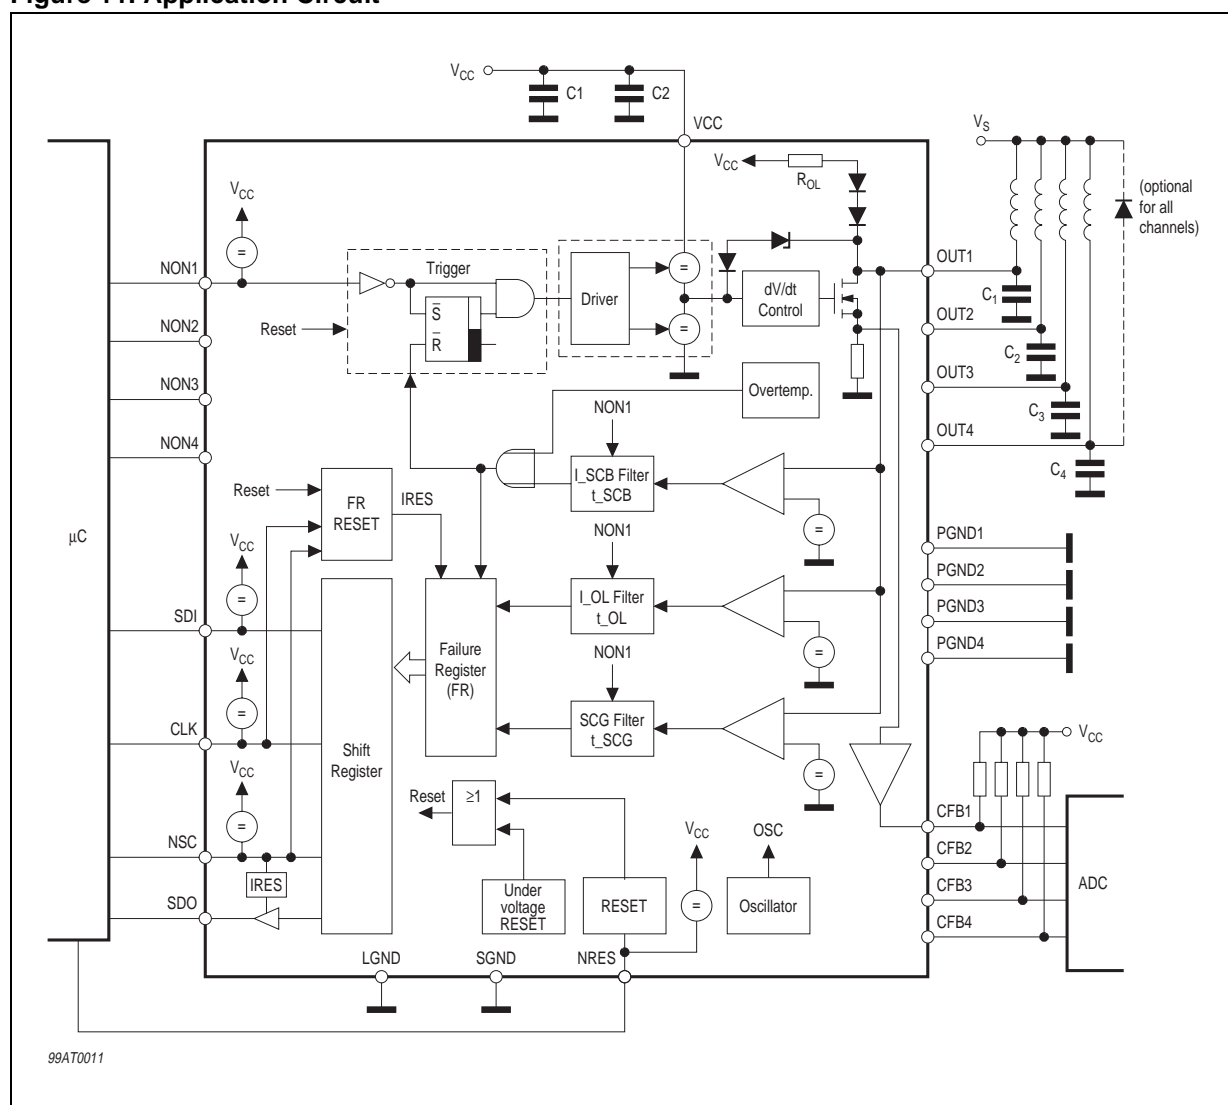 VCC
C1
C2
VCC
VS
VCC
ROL
(optional
for all
channels)
VCC
NON1
Trigger
OUT1
S
Driver
dV/dt
Control
C1
Reset
NON2
R
OUT2
C2
NON3
OUT3
Overtemp.
NON1
C3
NON4
OUT4
I_SCB Filter
t_SCB
C4
Reset
FR
RESET
IRES
µC
VCC
NON1
PGND1
PGND2
I_OL Filter
t_OL
SDI
PGND3
Failure
Register
(FR)
NON1
PGND4
VCC
SCG Filter
t_SCG
CLK
Shift
Register
VCC
VCC
Reset
≥1
VCC
OSC
CFB1
NSC
CFB2
IRES
Under
voltage
RESET
RESET
Oscillator
ADC
CFB3
SDO
CFB4
LGND
SGND
NRES
99AT0011